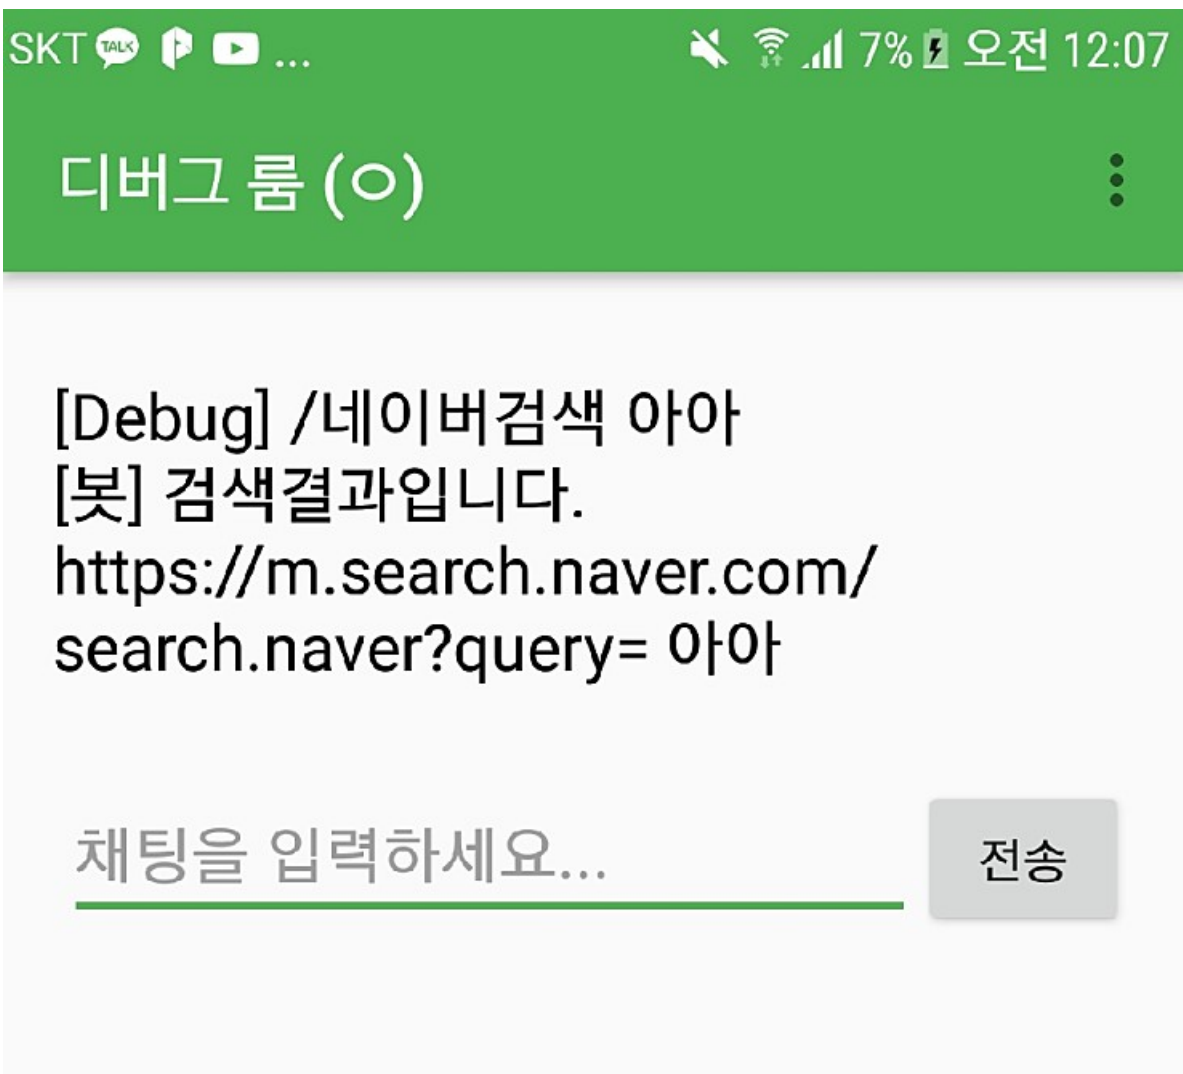 SKT TALK ... 7% 오전 12:07
디버그 룸 (ㅇ)
[Debug] /네이버검색 아아
[봇] 검색결과입니다.
https://m.search.naver.com/
search.naver?query= 아아
채팅을 입력하세요...
전송